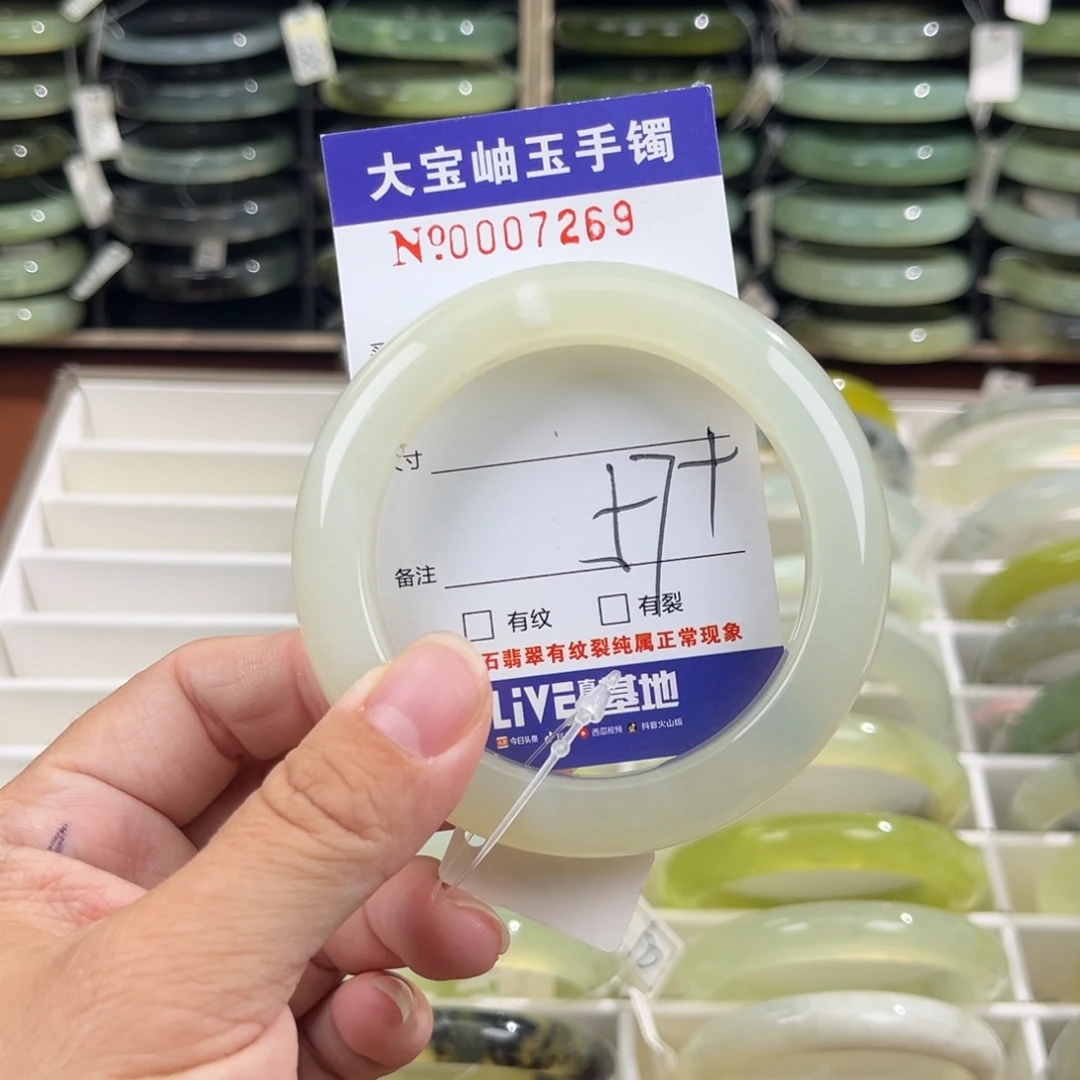 大宝岫玉手镯
Nº0007269
寸
57+
备注
□ 有纹 □ 有裂
石翡翠有纹裂纯属正常现象
LiVE 基地
今日头条 西瓜视频 抖音火山版